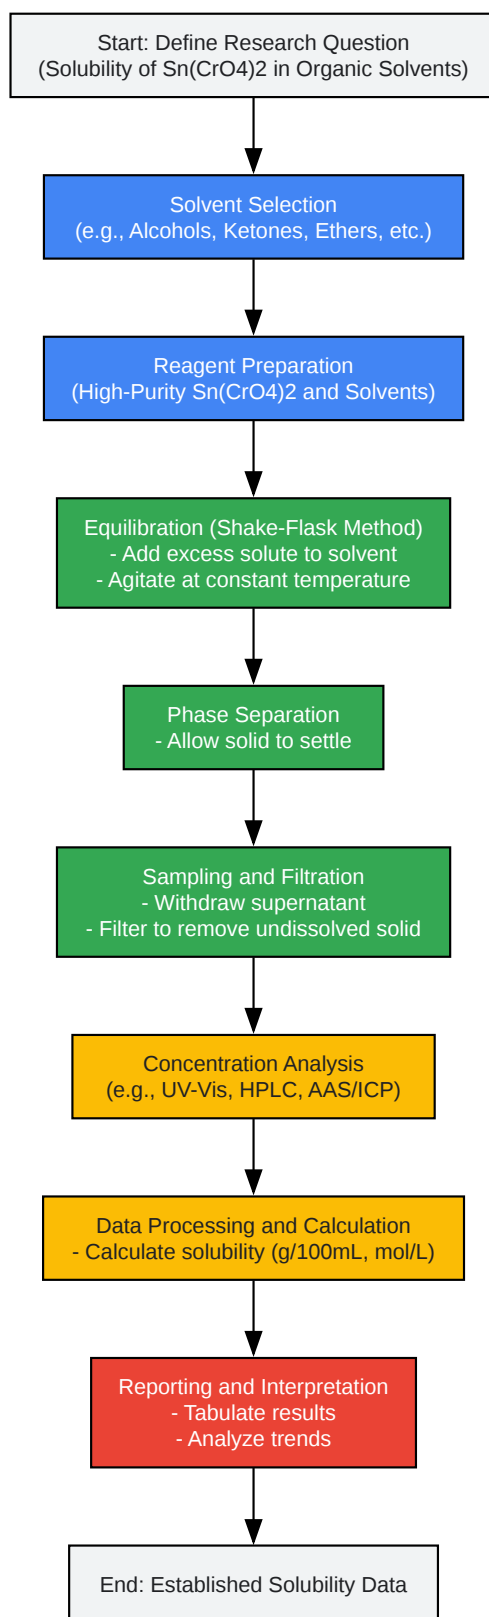 Start: Define Research Question
(Solubility of Sn(CrO4)2 in Organic Solvents)
Solvent Selection
(e.g., Alcohols, Ketones, Ethers, etc.)
Reagent Preparation
(High-Purity Sn(CrO4)2 and Solvents)
Equilibration (Shake-Flask Method)
- Add excess solute to solvent
- Agitate at constant temperature
Phase Separation
- Allow solid to settle
Sampling and Filtration
- Withdraw supernatant
- Filter to remove undissolved solid
Concentration Analysis
(e.g., UV-Vis, HPLC, AAS/ICP)
Data Processing and Calculation
- Calculate solubility (g/100mL, mol/L)
Reporting and Interpretation
- Tabulate results
- Analyze trends
End: Established Solubility Data